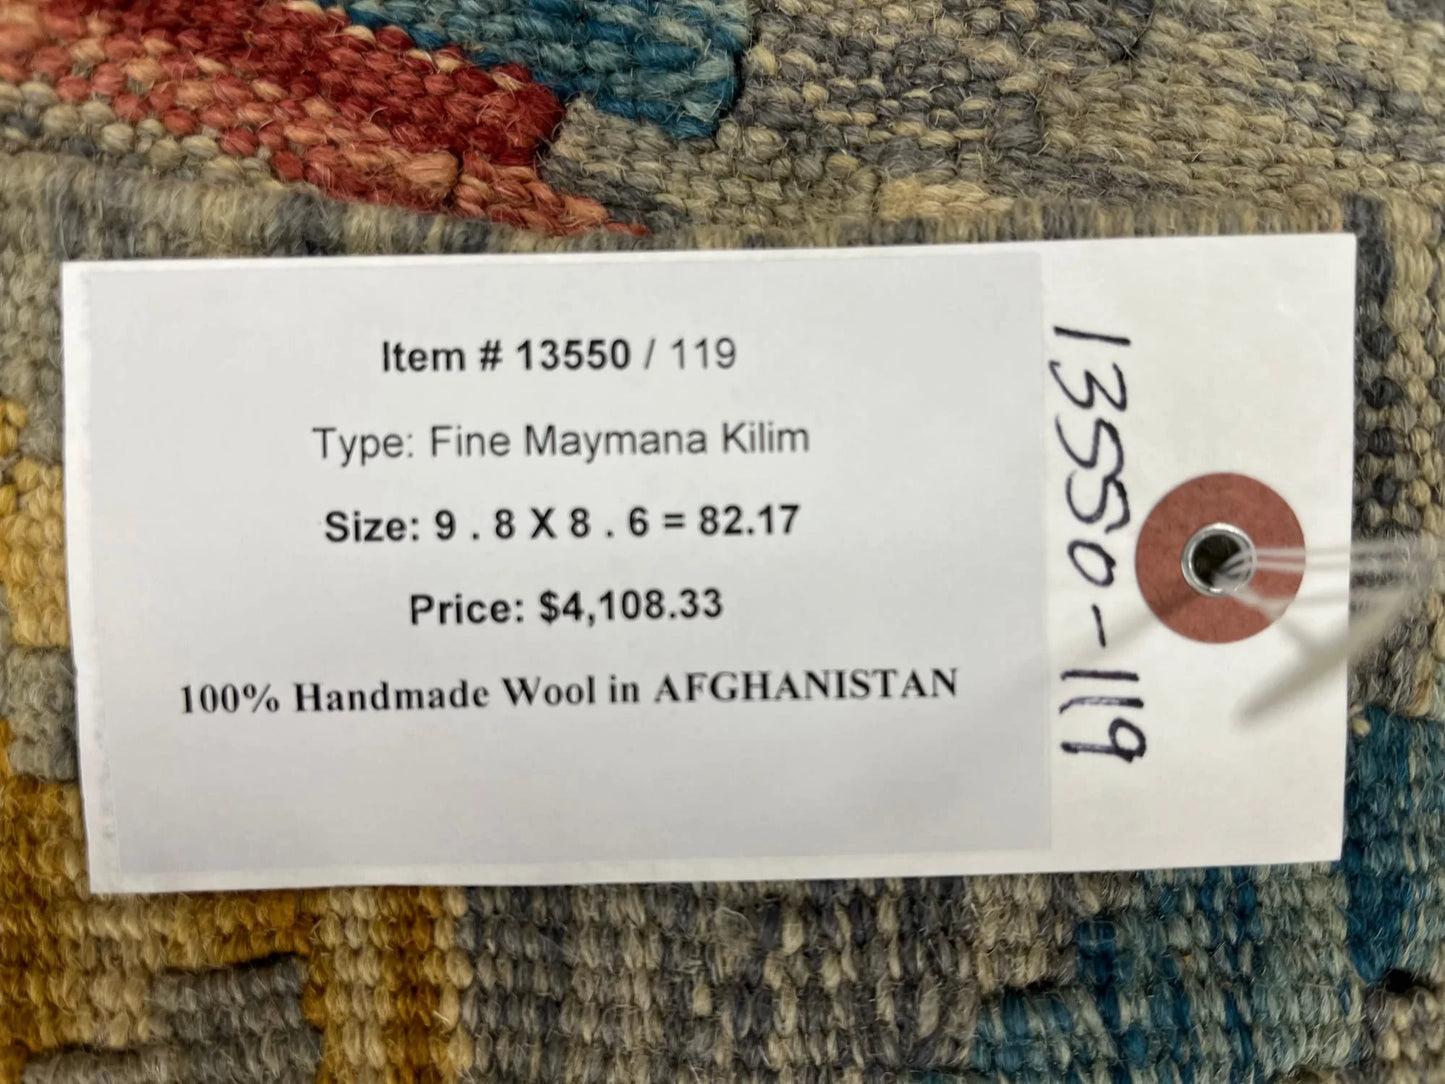 Item # 13550 / 119
Type: Fine Maymana Kilim
Size: 9 . 8 X 8 . 6 = 82.17
Price: $4,108.33
100% Handmade Wool in AFGHANISTAN
13550-119